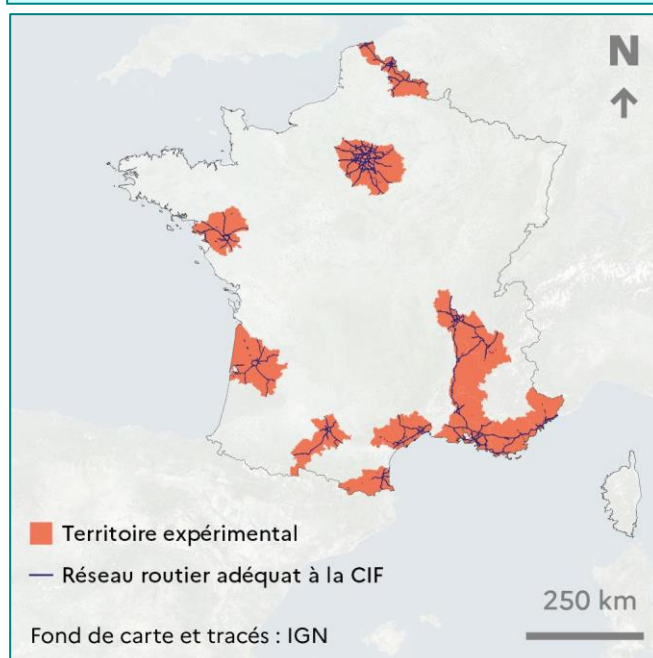 N
Territoire expérimental
Réseau routier adéquat à la CIF
250 km
Fond de carte et tracés : IGN